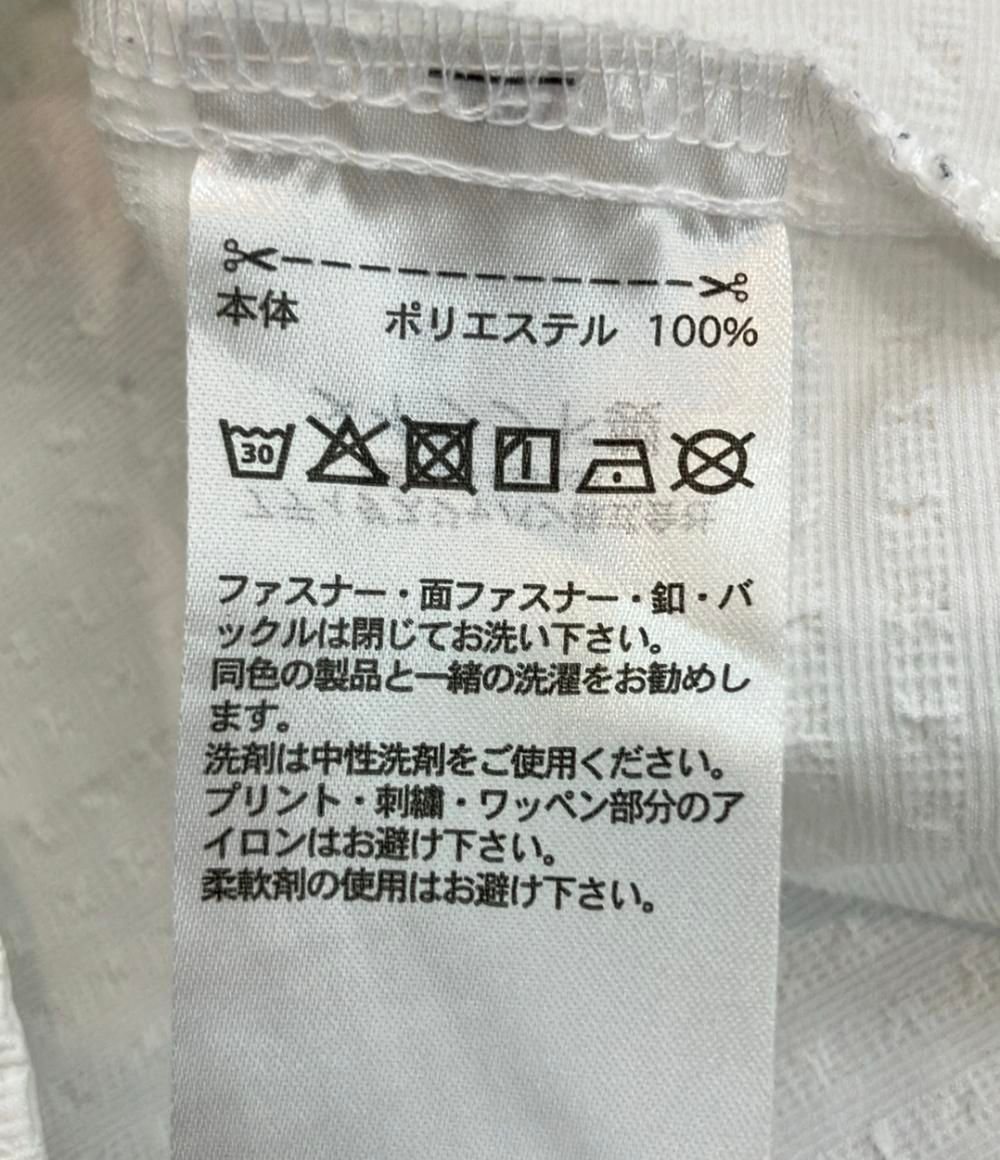 本体 ポリエステル 100%
30
ファスナー・面ファスナー・釦・バ
ックルは閉じてお洗い下さい。
同色の製品と一緒の洗濯をお勧めし
ます。
洗剤は中性洗剤をご使用ください。
プリント・刺繍・ワッペン部分のア
イロンはお避け下さい。
柔軟剤の使用はお避け下さい。